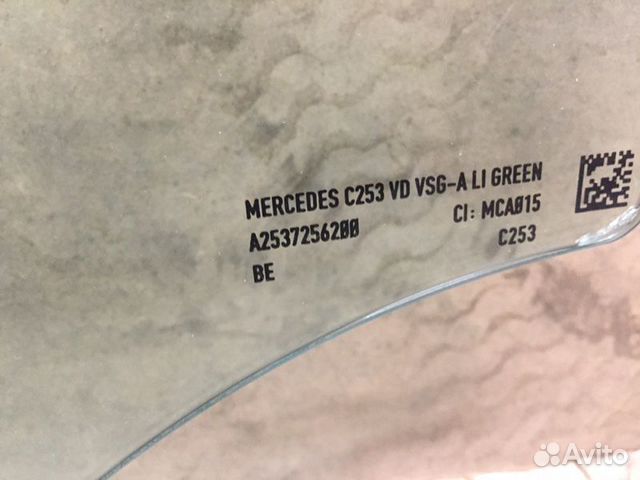 MERCEDES C253 VD VSG-A LI GREEN
A2537256200 CI: MCA015
BE C253
Avito